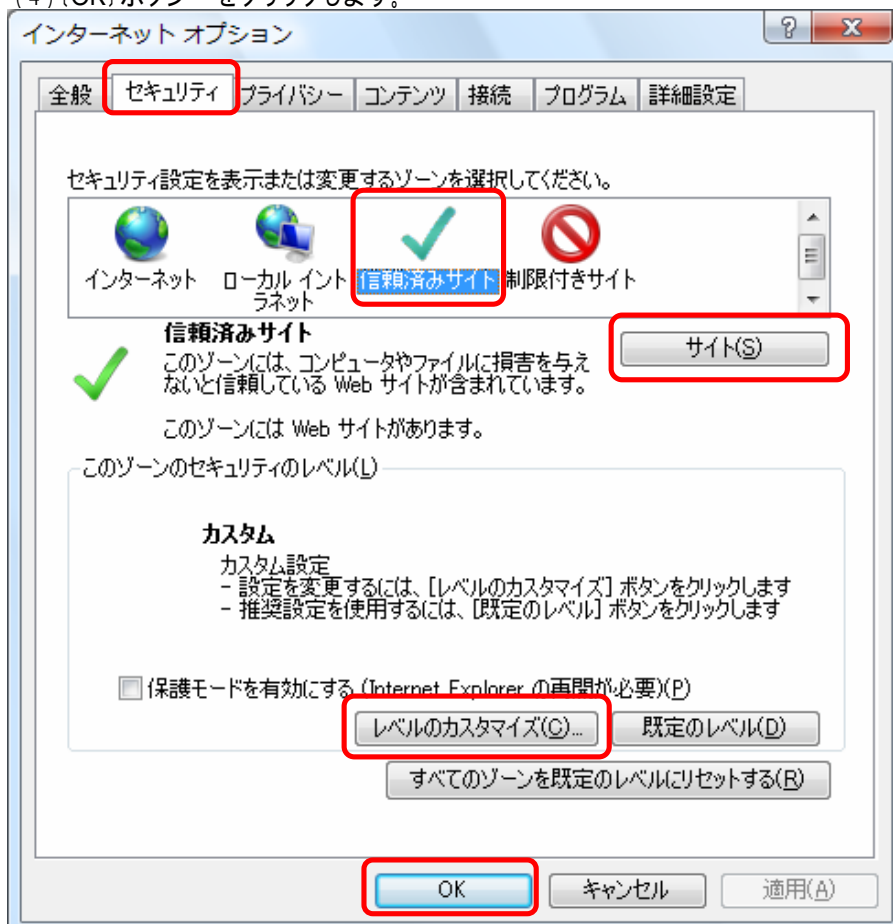 (4) [OK] ボタン をクリックします。
インターネット オプション
全般 セキュリティ プライバシー コンテンツ 接続 プログラム 詳細設定
セキュリティ設定を表示または変更するゾーンを選択してください。
インターネット ローカル イントラネット 信頼済みサイト 制限付きサイト
信頼済みサイト
サイト(S)
このゾーンには、コンピュータやファイルに損害を与え
ないと信頼している Web サイトが含まれています。
このゾーンには Web サイトがあります。
このゾーンのセキュリティのレベル(L)
カスタム
カスタム設定
- 設定を変更するには、[レベルのカスタマイズ] ボタンをクリックします
- 推奨設定を使用するには、[既定のレベル] ボタンをクリックします
保護モードを有効にする (Internet Explorer の再開が必要)(P)
レベルのカスタマイズ(C)... 既定のレベル(D)
すべてのゾーンを既定のレベルにリセットする(R)
OK キャンセル 適用(A)